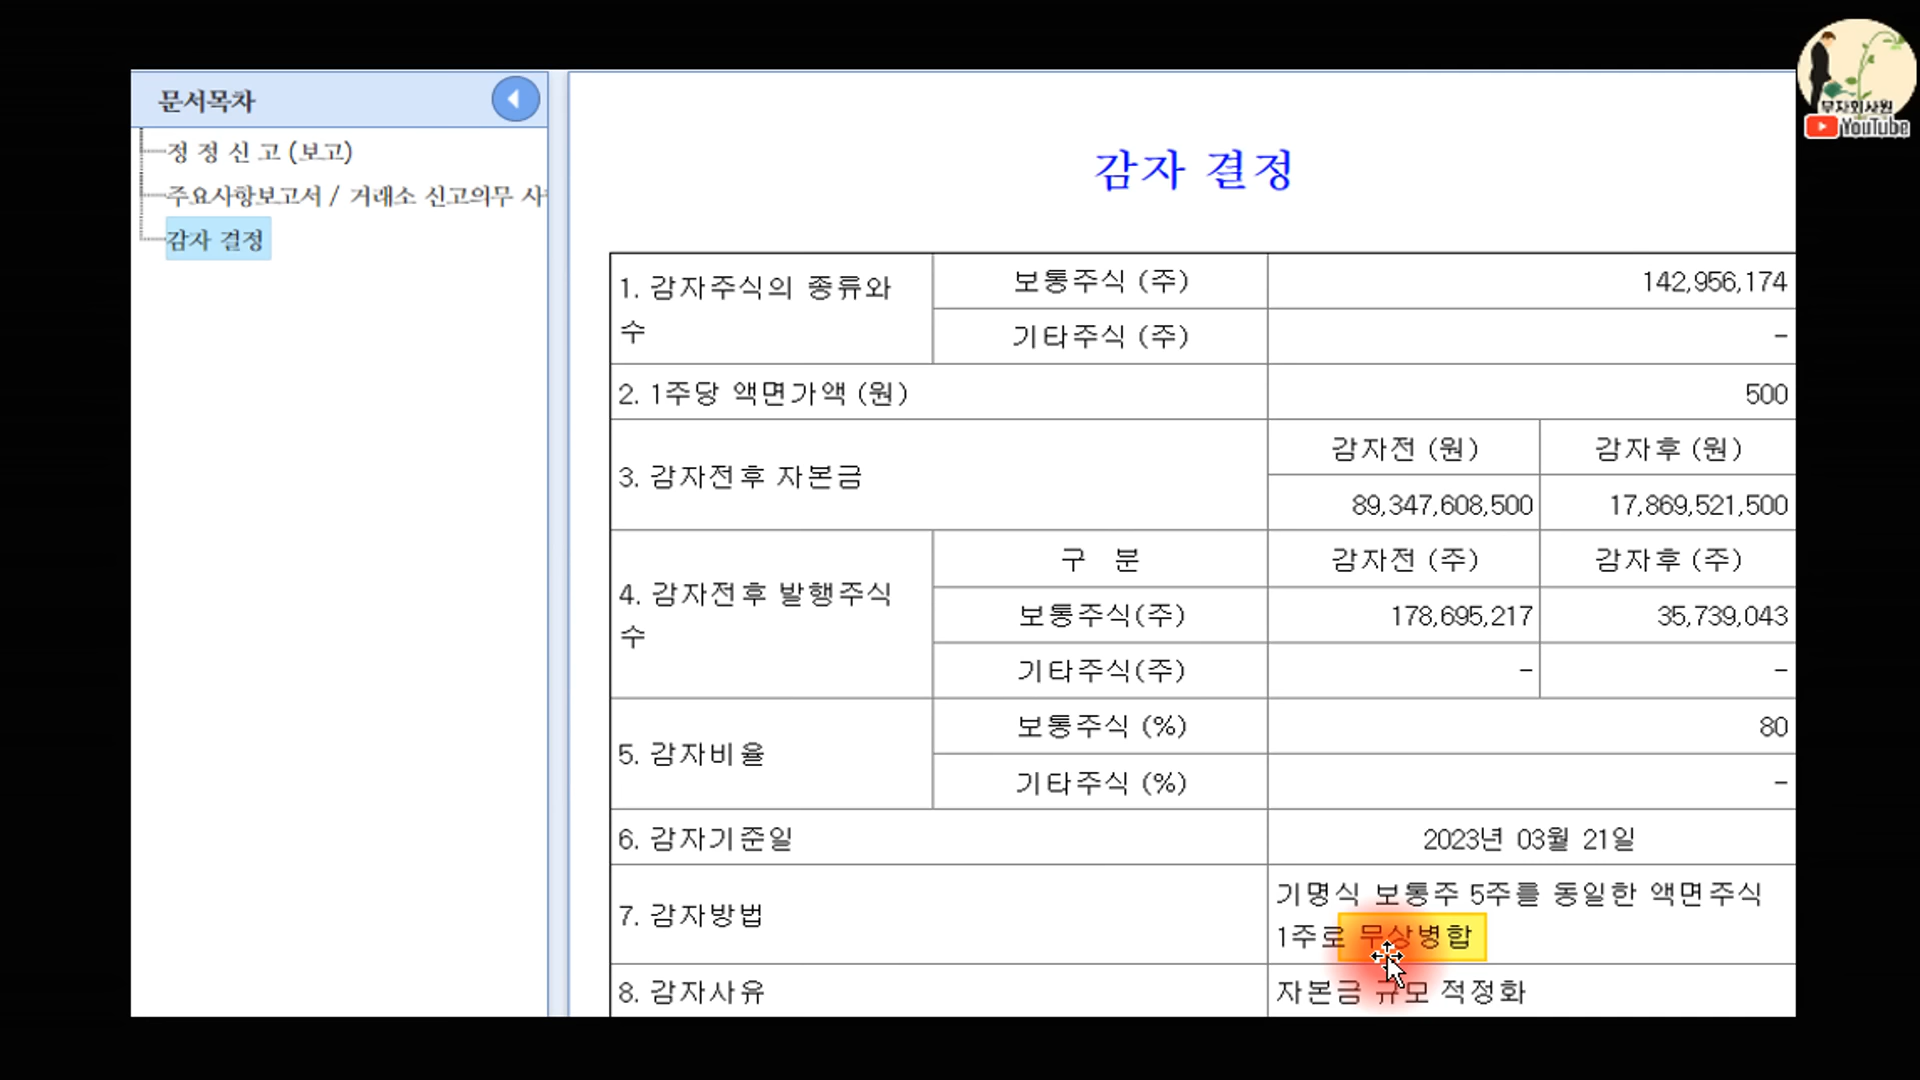 문서목차
정 정 신 고 (보고)
주요사항보고서 / 거래소 신고의무 사
감자 결정
감자 결정
1. 감자주식의 종류와
수
보통주식 (주)
142,956,174
기타주식 (주)
-
2. 1주당 액면가액 (원)
500
3. 감자전후 자본금
감자전 (원)
감자후 (원)
89,347,608,500
17,869,521,500
4. 감자전후 발행주식
수
구 분
감자전 (주)
감자후 (주)
보통주식(주)
178,695,217
35,739,043
기타주식(주)
-
-
5. 감자비율
보통주식 (%)
80
기타주식 (%)
-
6. 감자기준일
2023년 03월 21일
7. 감자방법
기명식 보통주 5주를 동일한 액면주식
1주로 무상병합
8. 감자사유
자본금 규모 적정화
YouTube